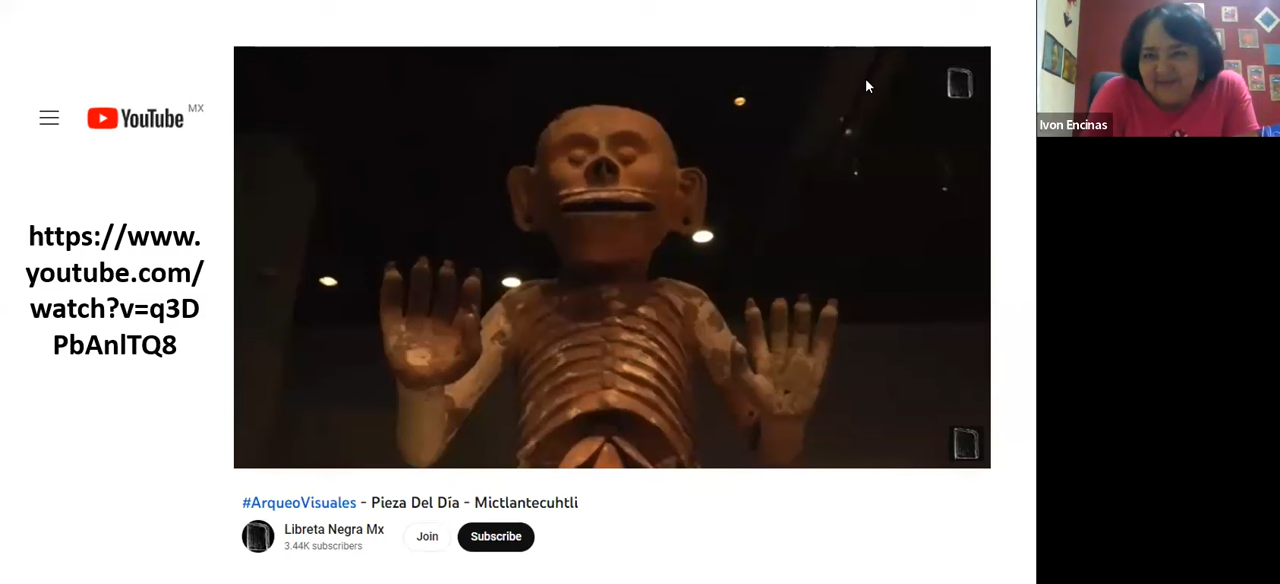 YouTube MX
https://www.
youtube.com/
watch?v=q3D
PbAnlTQ8
#ArqueoVisuales - Pieza Del Día - Mictlantecuhtli
Libreta Negra Mx
3.44K subscribers
Join
Subscribe
Ivon Encinas